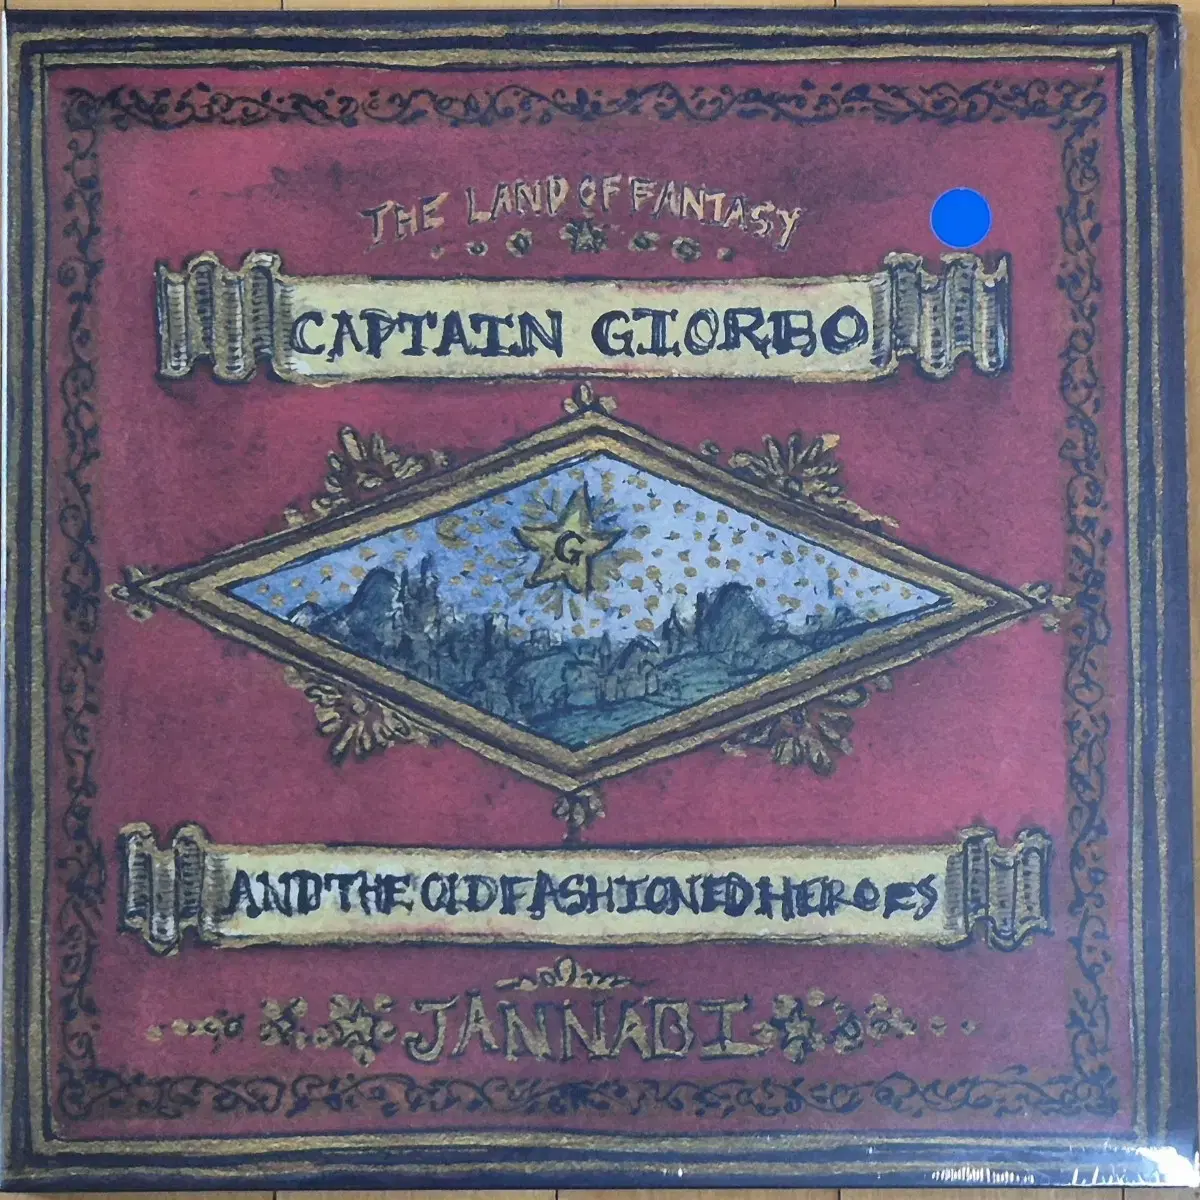 THE LAND OF FANTASY
CAPTAIN GIORBO
G
AND THE OLD FASHIONED HEROES
JANNABI